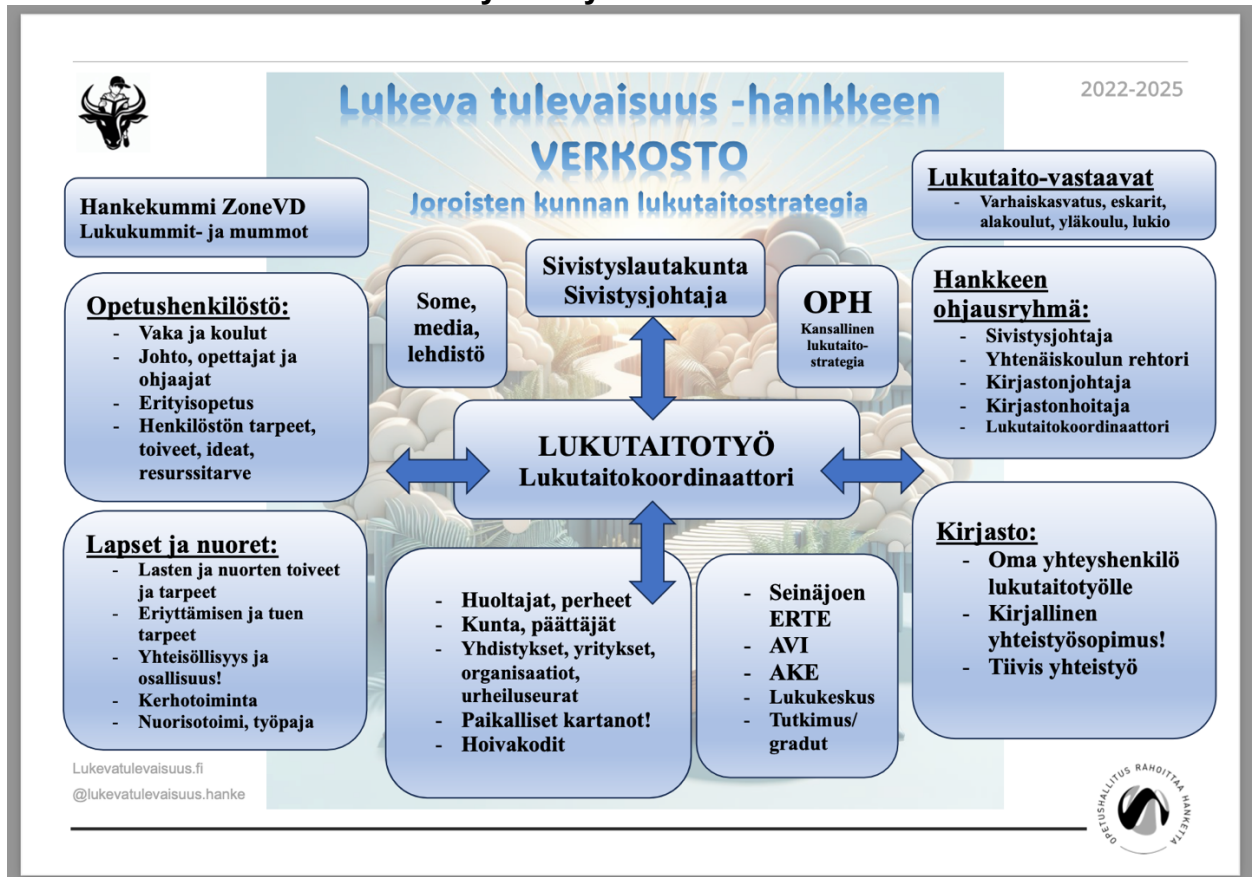 2022-2025
Lukeva tulevaisuus -hankkeen
VERKOSTO
Joroisten kunnan lukutaitostrategia
Hankekummi ZoneVD
Lukukummit- ja mummot
Lukutaito-vastaavat
- Varhaiskasvatus, eskarit,
alakoulut, yläkoulu, lukio
Opetushenkilöstö:
- Vaka ja koulut
- Johto, opettajat ja
ohjaajat
- Erityisopetus
- Henkilöstön tarpeet,
toiveet, ideat,
resurssitarve
Some,
media,
lehdistö
Sivistyslautakunta
Sivistysjohtaja
OPH
Kansallinen
lukutaito-
strategia
Hankkeen
ohjausryhmä:
- Sivistysjohtaja
- Yhtenäiskoulun rehtori
- Kirjastonjohtaja
- Kirjastonhoitaja
- Lukutaitokoordinaattori
LUKUTAITOTYÖ
Lukutaitokoordinaattori
Lapset ja nuoret:
- Lasten ja nuorten toiveet
ja tarpeet
- Eriyttämisen ja tuen
tarpeet
- Yhteisöllisyys ja
osallisuus!
- Kerhotoiminta
- Nuorisotoimi, työpaja
- Huoltajat, perheet
- Kunta, päättäjät
- Yhdistykset, yritykset,
organisaatiot,
urheiluseurat
- Paikalliset kartanot!
- Hoivakodit
- Seinäjoen
ERTE
- AVI
- AKE
- Lukukeskus
- Tutkimus/
gradut
Kirjasto:
- Oma yhteyshenkilö
lukutaitotyölle
- Kirjallinen
yhteistyösopimus!
- Tiivis yhteistyö
Lukevatulevaisuus.fi
@lukevatulevaisuus.hanke
OPETUSHALLITUS RAHOITTAA HANKETTA